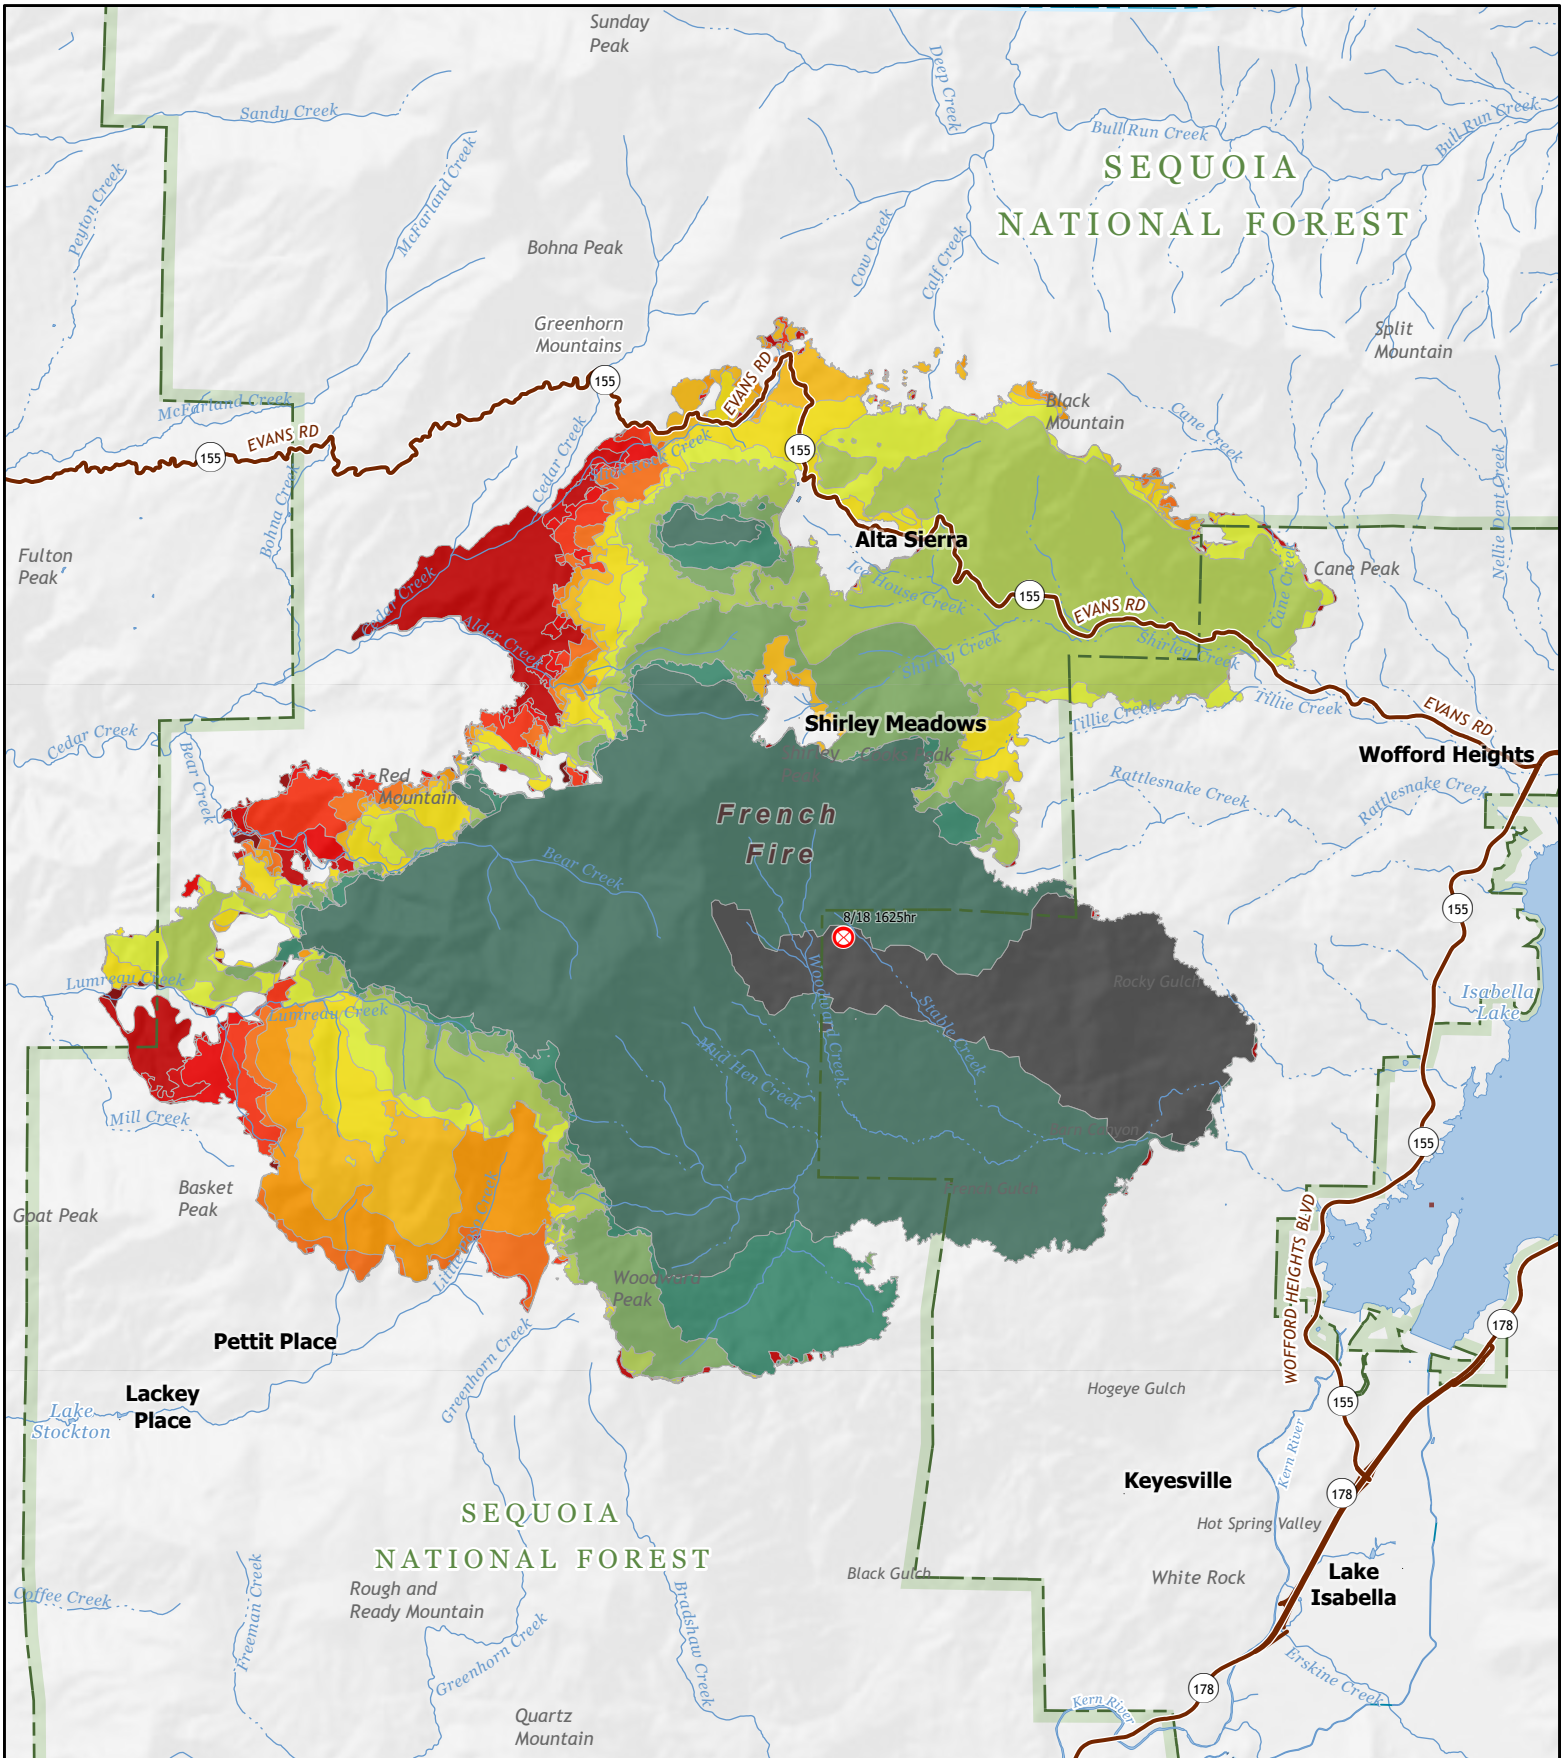 Sunday
Peak
Deep Creek
Sandy Creek
Bull Run Creek
Bull Run Creek
SEQUOIA
NATIONAL FOREST
Peyton Creek
McFarland Creek
Bohna Peak
Cow Creek
Calf Creek
Greenhorn
Mountains
Split
Mountain
155
EVANS RD
McFarland Creek
Black
Mountain
Cane Creek
155
EVANS RD
155
Cedar Creek
Bohna Creek
Nellie Dent Creek
Fulton
Peak
Alta Sierra
Ice House Creek
Cane Peak
Cane Creek
Cedar Creek
155
EVANS RD
Alder Creek
Shirley Creek
Shirley Creek
Tillie Creek
Tillie Creek
EVANS RD
Shirley Meadows
Cedar Creek
Bear Creek
Shirley
Peak
Wofford Heights
Red
Mountain
Rattlesnake Creek
Rattlesnake Creek
French
Fire
Bear Creek
8/18 1625hr
155
Lumreau Creek
Lumreau Creek
Woodward Creek
Stable Creek
Rocky Gulch
Isabella
Lake
Mud Hen Creek
Mill Creek
155
Basket
Peak
French Gulch
Goat Peak
WOFFORD HEIGHTS BLVD
Woodward
Peak
178
Pettit Place
Greenhorn Creek
Lackey
Place
Hogeye Gulch
155
Lake
Stockton
Kern River
Keyesville
178
SEQUOIA
NATIONAL FOREST
Hot Spring Valley
Black Gulch
White Rock
Lake
Isabella
Coffee Creek
Freeman Creek
Rough and
Ready Mountain
Greenhorn Creek
Bradshaw Creek
Erskine Creek
178
Kern River
Quartz
Mountain